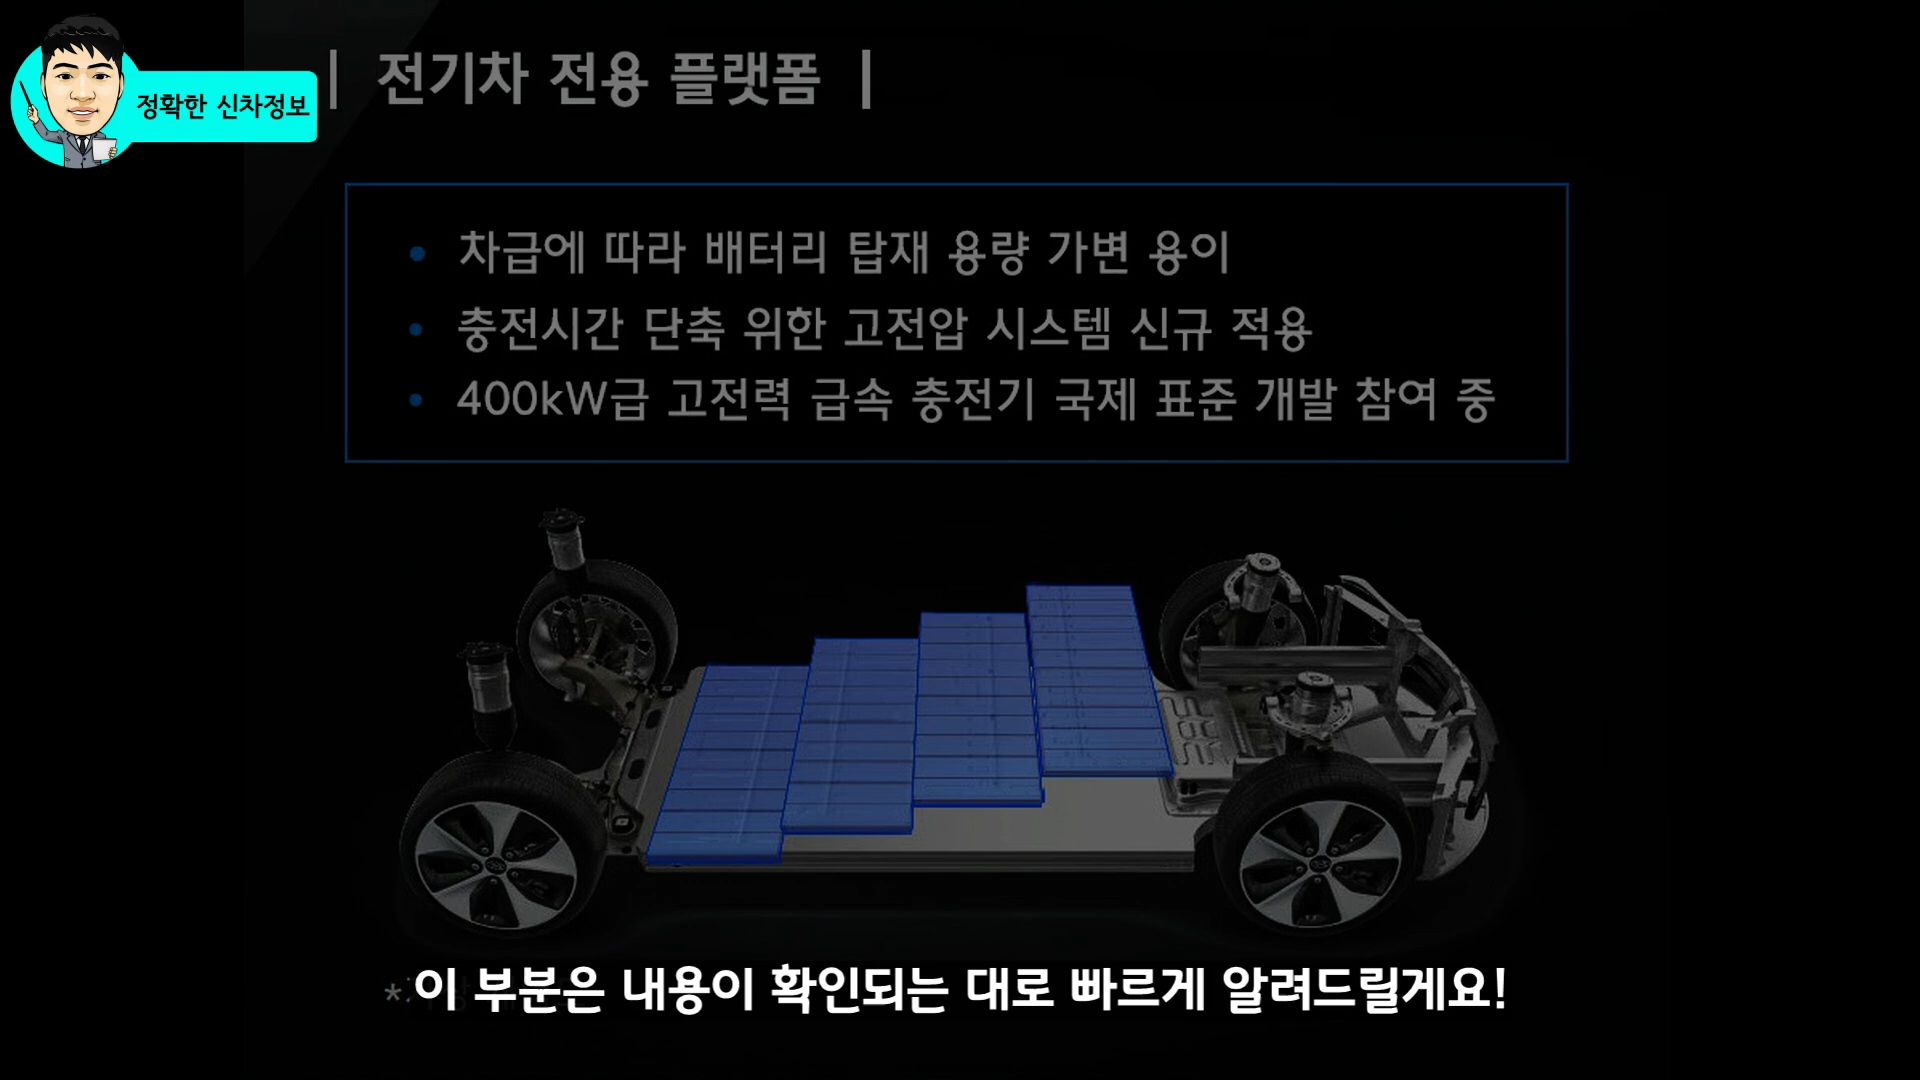 정확한 신차정보
| 전기차 전용 플랫폼 |
• 차급에 따라 배터리 탑재 용량 가변 용이
• 충전시간 단축 위한 고전압 시스템 신규 적용
• 400kW급 고전력 급속 충전기 국제 표준 개발 참여 중
이 부분은 내용이 확인되는 대로 빠르게 알려드릴게요!